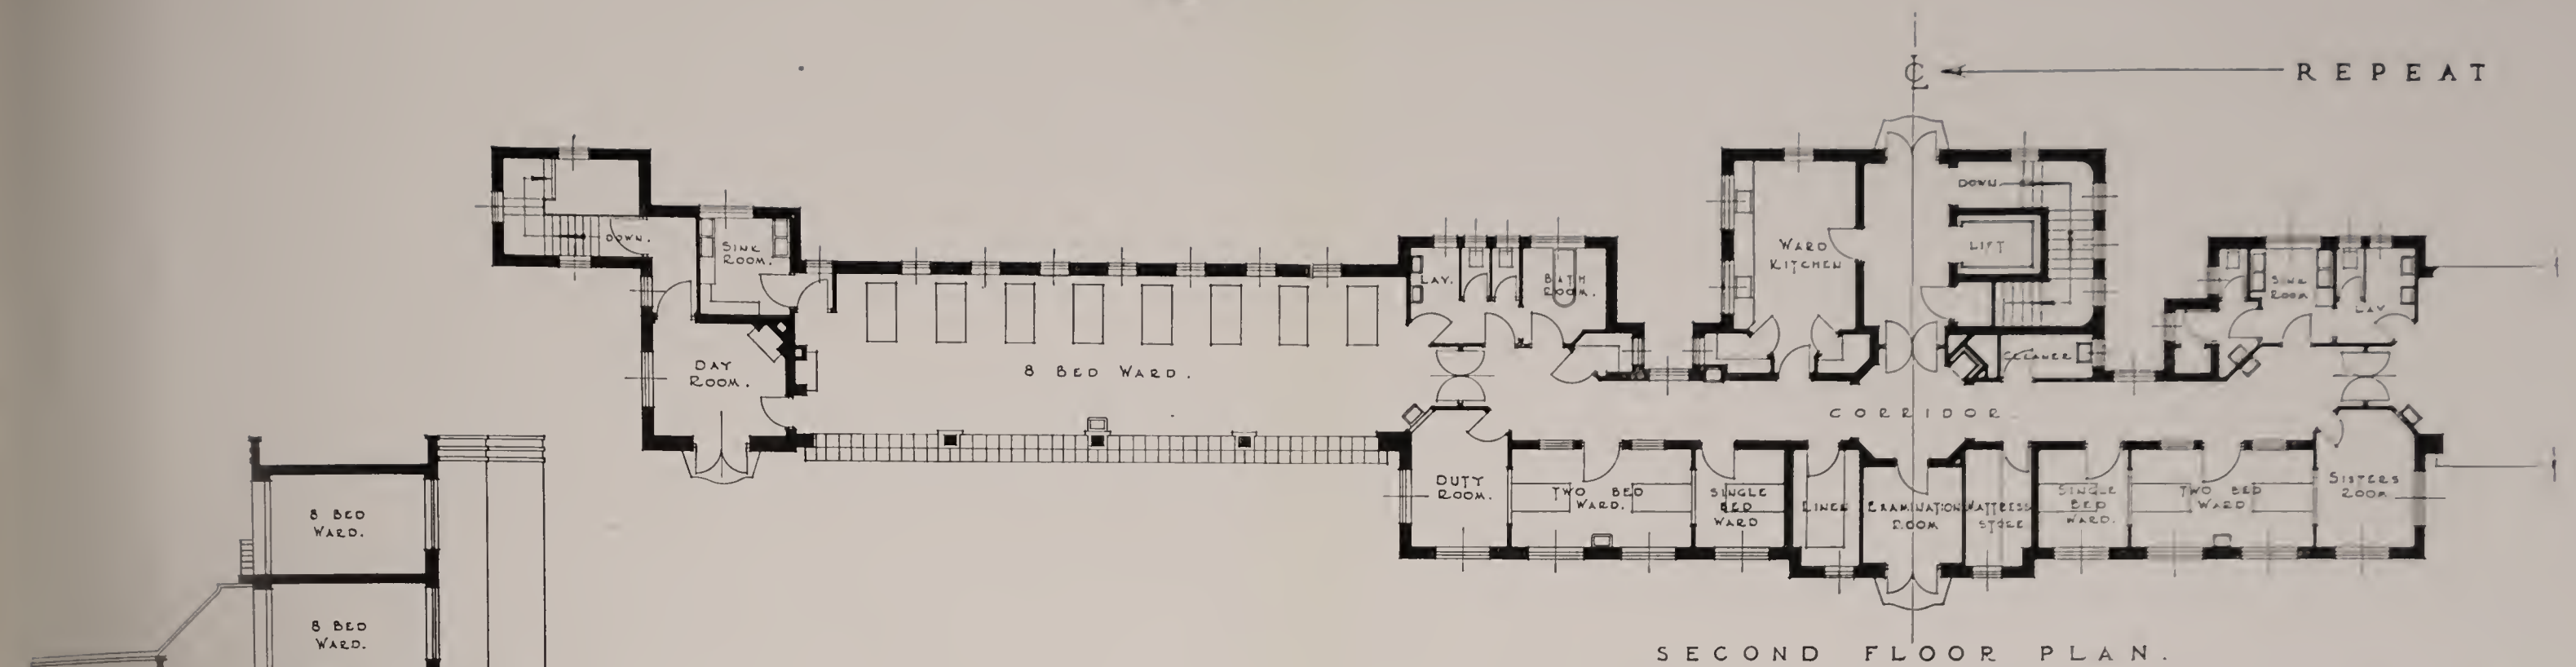 ℄
REPEAT
DOWN.
SINK
ROOM.
DAY
ROOM.
8 BED WARD.
LAV.
BATH
ROOM.
WARD
KITCHEN
DOWN
LIFT
CLEANER
SINK
ROOM
LAV
CORRIDOR
DUTY
ROOM.
TWO BED
WARD.
SINGLE
BED
WARD
LINEN
EXAMINATION
ROOM
MATTRESS
STORE
SINGLE
BED
WARD.
TWO BED
WARD
SISTERS
ROOM
8 BED
WARD.
8 BED
WARD.
SECOND FLOOR PLAN.